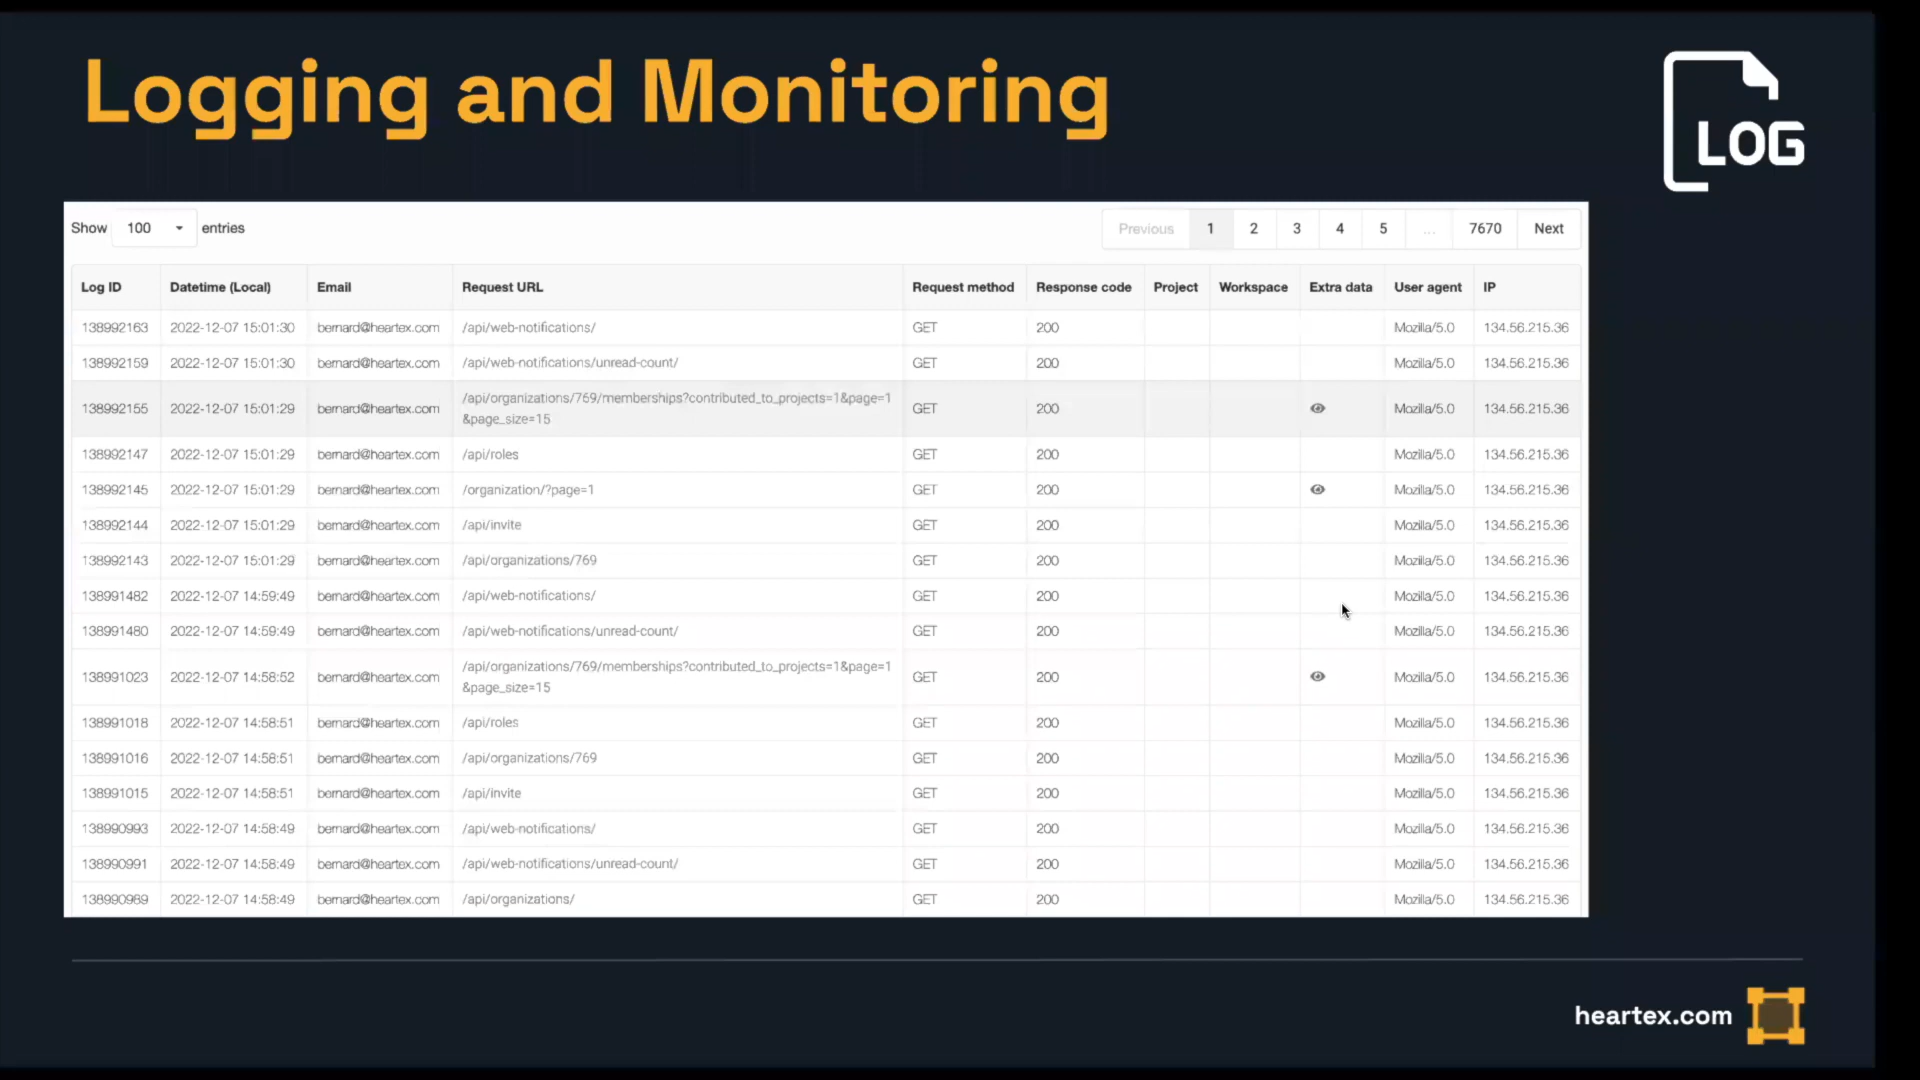 Logging and Monitoring
LOG
Show 100 entries Previous 1 2 3 4 5 ... 7670 Next
Log ID Datetime (Local) Email Request URL Request method Response code Project Workspace Extra data User agent IP
138992163 2022-12-07 15:01:30 bernard@heartex.com /api/web-notifications/ GET 200 Mozilla/5.0 134.56.215.36
138992159 2022-12-07 15:01:30 bernard@heartex.com /api/web-notifications/unread-count/ GET 200 Mozilla/5.0 134.56.215.36
138992155 2022-12-07 15:01:29 bernard@heartex.com /api/organizations/769/memberships?contributed_to_projects=1&page=1 GET 200 Mozilla/5.0 134.56.215.36
&page_size=15
138992147 2022-12-07 15:01:29 bernard@heartex.com /api/roles GET 200 Mozilla/5.0 134.56.215.36
138992145 2022-12-07 15:01:29 bernard@heartex.com /organization/?page=1 GET 200 Mozilla/5.0 134.56.215.36
138992144 2022-12-07 15:01:29 bernard@heartex.com /api/invite GET 200 Mozilla/5.0 134.56.215.36
138992143 2022-12-07 15:01:29 bernard@heartex.com /api/organizations/769 GET 200 Mozilla/5.0 134.56.215.36
138991482 2022-12-07 14:59:49 bernard@heartex.com /api/web-notifications/ GET 200 Mozilla/5.0 134.56.215.36
138991480 2022-12-07 14:59:49 bernard@heartex.com /api/web-notifications/unread-count/ GET 200 Mozilla/5.0 134.56.215.36
138991023 2022-12-07 14:58:52 bernard@heartex.com /api/organizations/769/memberships?contributed_to_projects=1&page=1 GET 200 Mozilla/5.0 134.56.215.36
&page_size=15
138991018 2022-12-07 14:58:51 bernard@heartex.com /api/roles GET 200 Mozilla/5.0 134.56.215.36
138991016 2022-12-07 14:58:51 bernard@heartex.com /api/organizations/769 GET 200 Mozilla/5.0 134.56.215.36
138991015 2022-12-07 14:58:51 bernard@heartex.com /api/invite GET 200 Mozilla/5.0 134.56.215.36
138990993 2022-12-07 14:58:49 bernard@heartex.com /api/web-notifications/ GET 200 Mozilla/5.0 134.56.215.36
138990991 2022-12-07 14:58:49 bernard@heartex.com /api/web-notifications/unread-count/ GET 200 Mozilla/5.0 134.56.215.36
138990989 2022-12-07 14:58:49 bernard@heartex.com /api/organizations/ GET 200 Mozilla/5.0 134.56.215.36
heartex.com